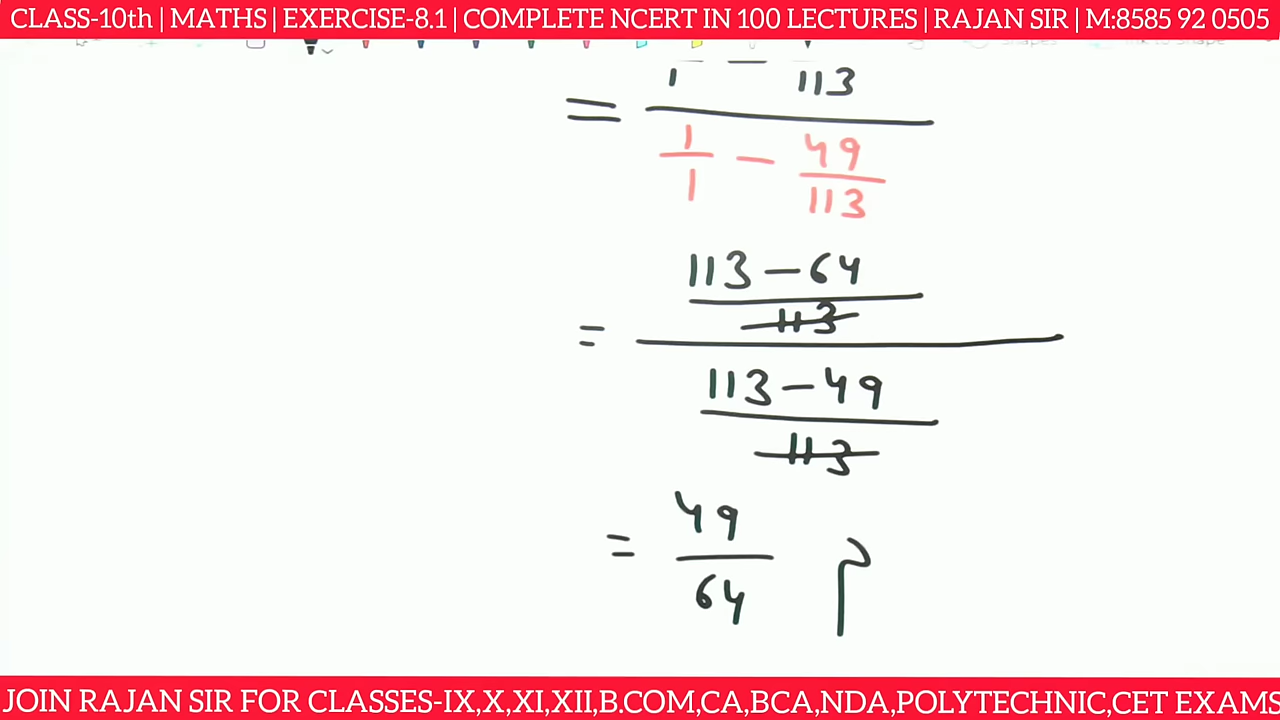 CLASS-10th | MATHS | EXERCISE-8.1 | COMPLETE NCERT IN 100 LECTURES | RAJAN SIR | M:8585 92 0505
1 — 113
=
1/1 — 49/113
113 — 64
113
=
113 — 49
113
= 49/64
JOIN RAJAN SIR FOR CLASSES-IX,X,XI,XII,B.COM,CA,BCA,NDA,POLYTECHNIC,CET EXAMS